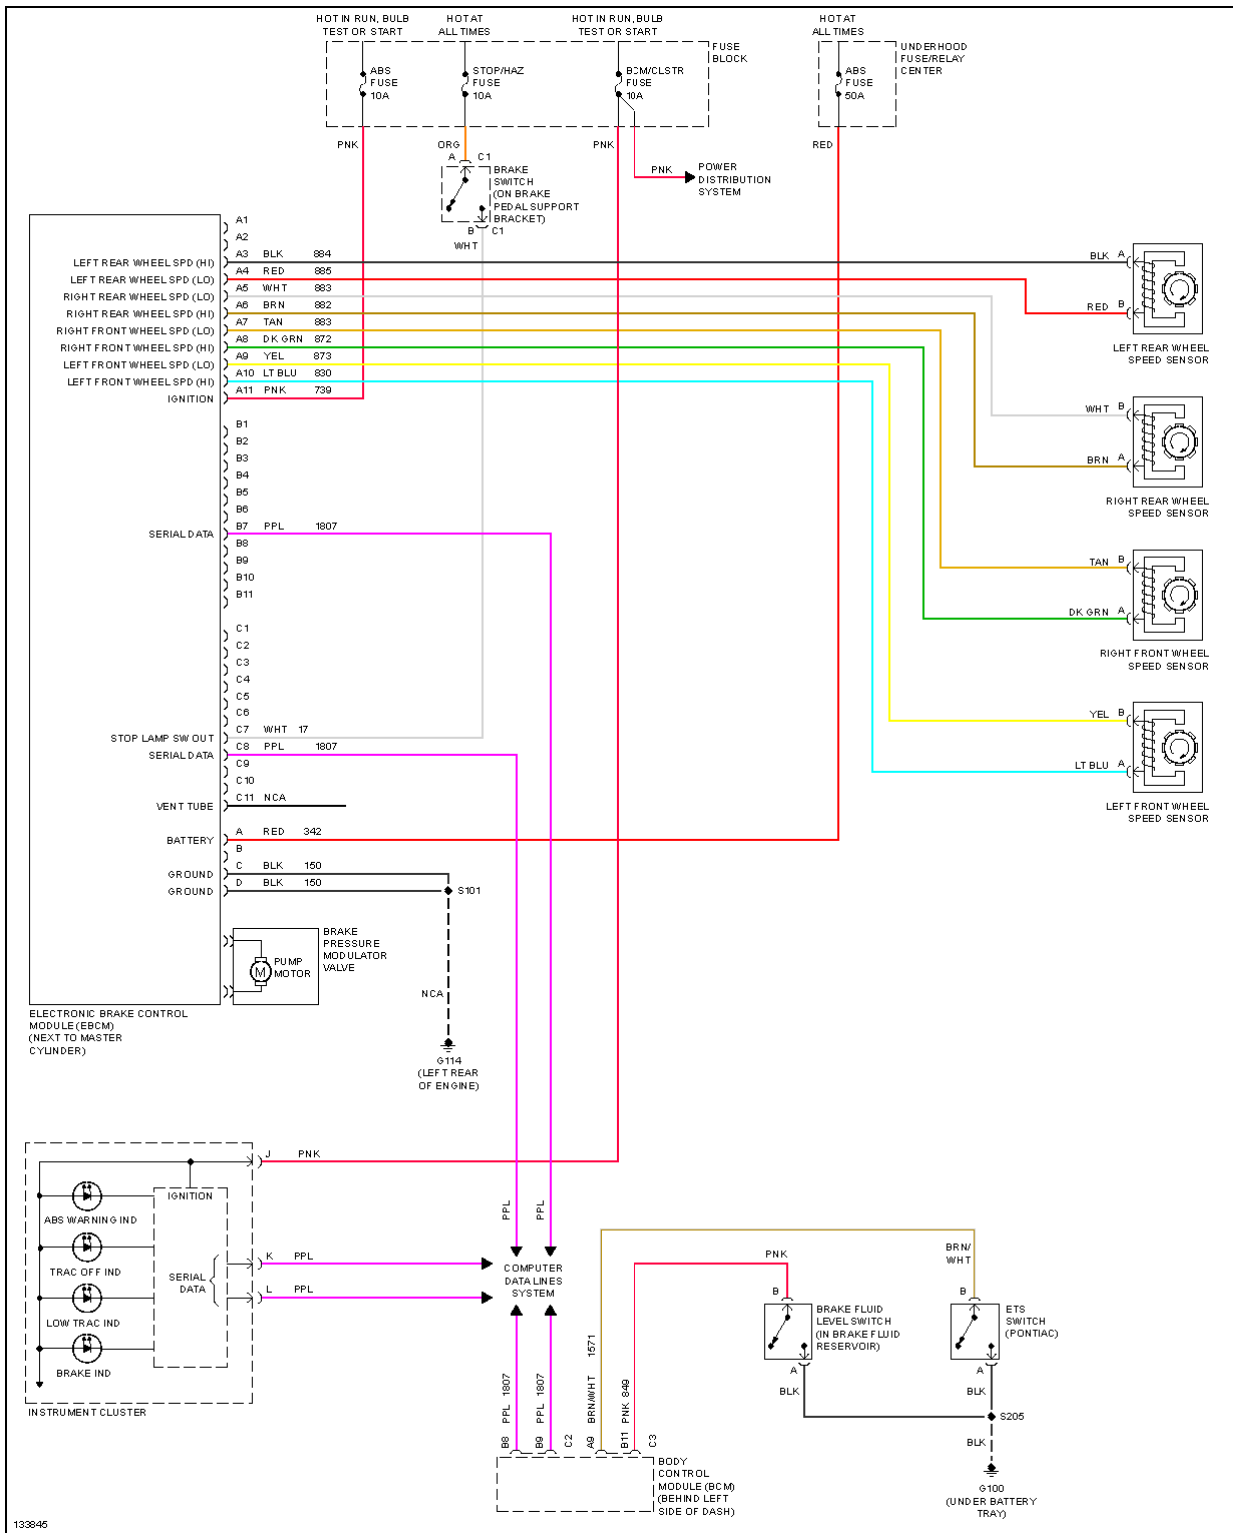 HOT IN RUN, BULB
TEST OR START
HOT AT
ALL TIMES
HOT IN RUN, BULB
TEST OR START
HOT AT
ALL TIMES
ABS
FUSE
10A
STOP/HAZ
FUSE
10A
BCM/CLSTR
FUSE
10A
FUSE
BLOCK
ABS
FUSE
50A
UNDERHOOD
FUSE/RELAY
CENTER
PNK
ORG
PNK
RED
A C1
BRAKE
SWITCH
(ON BRAKE
PEDAL SUPPORT
BRACKET)
B C1
WHT
PNK
POWER
DISTRIBUTION
SYSTEM
A1
A2
LEFT REAR WHEEL SPD (HI) A3 BLK 884
LEFT REAR WHEEL SPD (LO) A4 RED 885
RIGHT REAR WHEEL SPD (LO) A5 WHT 883
RIGHT REAR WHEEL SPD (HI) A6 BRN 882
RIGHT FRONT WHEEL SPD (LO) A7 TAN 883
RIGHT FRONT WHEEL SPD (HI) A8 DK GRN 872
LEFT FRONT WHEEL SPD (LO) A9 YEL 873
LEFT FRONT WHEEL SPD (HI) A10 LT BLU 830
IGNITION A11 PNK 739
B1
B2
B3
B4
B5
B6
SERIAL DATA B7 PPL 1807
B8
B9
B10
B11
C1
C2
C3
C4
C5
C6
STOP LAMP SW OUT C7 WHT 17
SERIAL DATA C8 PPL 1807
C9
C10
VENT TUBE C11 NCA
BATTERY A RED 342
B
GROUND C BLK 150
GROUND D BLK 150
S101
BLK A
RED B
LEFT REAR WHEEL
SPEED SENSOR
WHT B
BRN A
RIGHT REAR WHEEL
SPEED SENSOR
TAN B
DK GRN A
RIGHT FRONT WHEEL
SPEED SENSOR
YEL B
LT BLU A
LEFT FRONT WHEEL
SPEED SENSOR
M
PUMP
MOTOR
BRAKE
PRESSURE
MODULATOR
VALVE
ELECTRONIC BRAKE CONTROL
MODULE (EBCM)
(NEXT TO MASTER
CYLINDER)
NCA
G114
(LEFT REAR
OF ENGINE)
J PNK
IGNITION
ABS WARNING IND
TRAC OFF IND
LOW TRAC IND
BRAKE IND
SERIAL
DATA
K PPL
L PPL
INSTRUMENT CLUSTER
PPL
PPL
COMPUTER
DATA LINES
SYSTEM
PNK
BRN/
WHT
B
BRAKE FLUID
LEVEL SWITCH
(IN BRAKE FLUID
RESERVOIR)
A
BLK
B
ETS
SWITCH
(PONTIAC)
A
BLK
S205
BLK
G100
(UNDER BATTERY
TRAY)
B8 PPL 1807
B9 PPL 1807
C2
A9 BRN/WHT 1571
B11 PNK 849
C3
BODY
CONTROL
MODULE (BCM)
(BEHIND LEFT
SIDE OF DASH)
133845